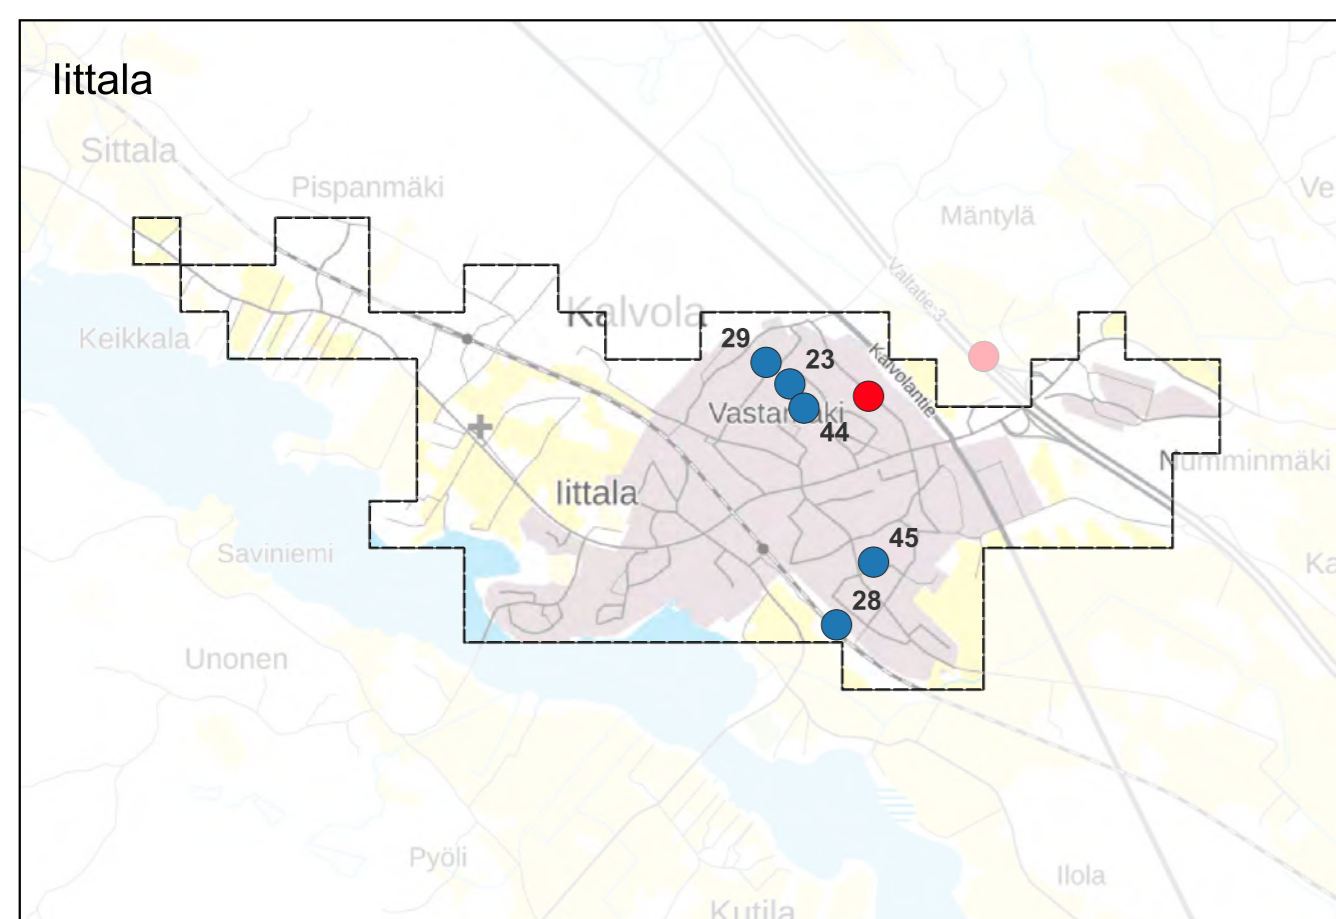 Iittala
Sittala
Pispanmäki
Ve
Mäntylä
Valtatie 3
Kalvola
Keikkala
29
23
Kalvolantie
Vastamäki
44
Numminmäki
Iittala
45
Saviniemi
Ka
28
Unonen
Pyöli
Ilola
Kutila